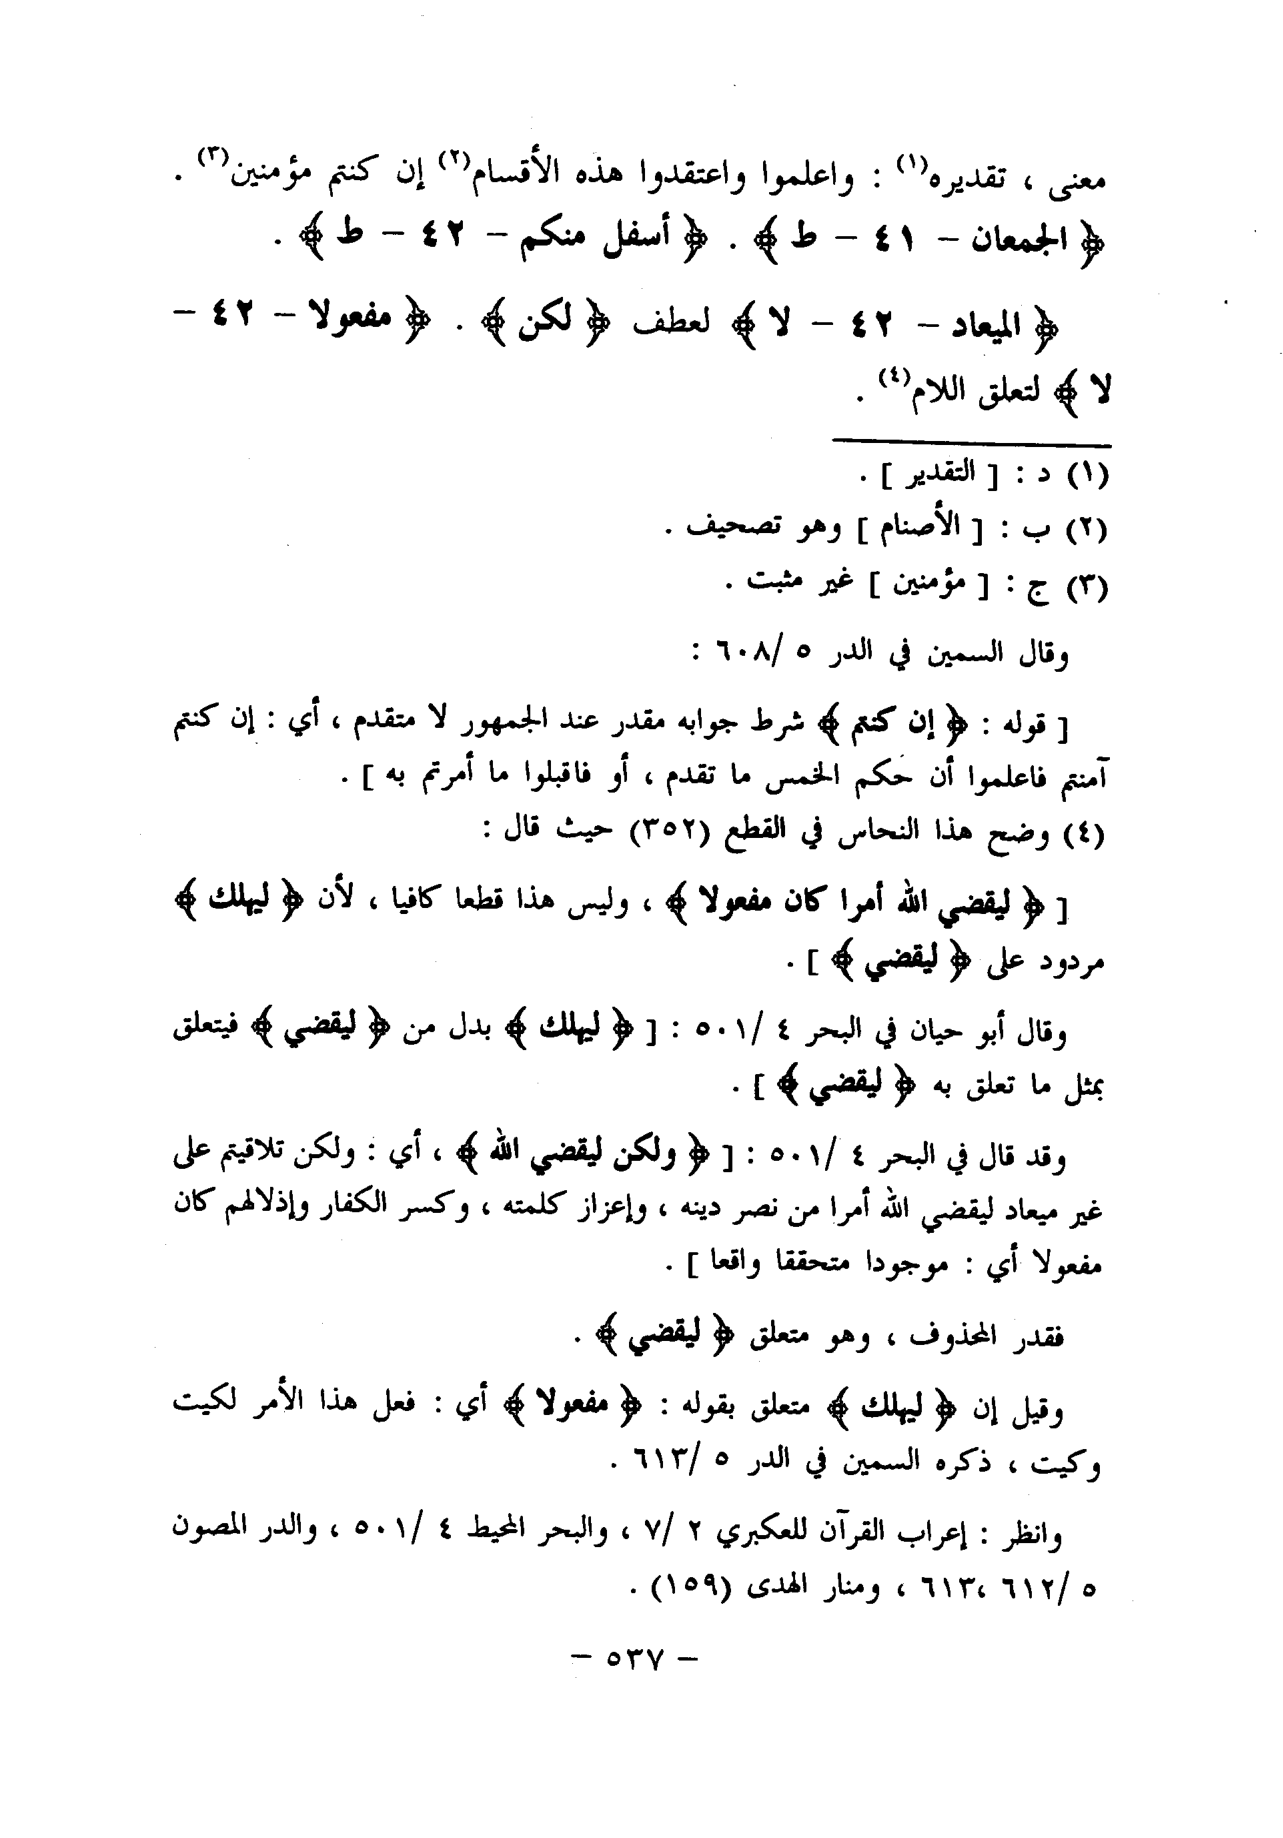 معنى ، تقديره(١) : واعلموا واعتقدوا هذه الأقسام(٢) إن كنتم مؤمنين(٣) .
﴿ الجمعان – ٤١ – ط ﴾ . ﴿ أسفل منكم – ٤٢ – ط ﴾ .
﴿ الميعاد – ٤٢ – لا ﴾ لعطف ﴿ لكن ﴾ . ﴿ مفعولا – ٤٢ –
لا ﴾ لتعلق اللام(٤) .
(١) د : [ التقدير ] .
(٢) ب : [ الأصنام ] وهو تصحيف .
(٣) ج : [ مؤمنين ] غير مثبت .
وقال السمين في الدر ٥ /٦٠٨ :
[ قوله : ﴿ إن كنتم ﴾ شرط جوابه مقدر عند الجمهور لا متقدم ، أي : إن كنتم
آمنتم فاعلموا أن حكم الخمس ما تقدم ، أو فاقبلوا ما أمرتم به ] .
(٤) وضح هذا النحاس في القطع (٣٥٢) حيث قال :
[ ﴿ ليقضي الله أمرا كان مفعولا ﴾ ، وليس هذا قطعا كافيا ، لأن ﴿ ليهلك ﴾
مردود على ﴿ ليقضي ﴾ ] .
وقال أبو حيان في البحر ٤ /٥٠١ : [ ﴿ ليهلك ﴾ بدل من ﴿ ليقضي ﴾ فيتعلق
بمثل ما تعلق به ﴿ ليقضي ﴾ ] .
وقد قال في البحر ٤ /٥٠١ : [ ﴿ ولكن ليقضي الله ﴾ ، أي : ولكن تلاقيتم على
غير ميعاد ليقضي الله أمرا من نصر دينه ، وإعزاز كلمته ، وكسر الكفار وإذلالهم كان
مفعولا أي : موجودا متحققا واقعا ] .
فقدر المحذوف ، وهو متعلق ﴿ ليقضي ﴾ .
وقيل إن ﴿ ليهلك ﴾ متعلق بقوله : ﴿ مفعولا ﴾ أي : فعل هذا الأمر لكيت
وكيت ، ذكره السمين في الدر ٥ /٦١٣ .
وانظر : إعراب القرآن للعكبري ٢ /٧ ، والبحر المحيط ٤ /٥٠١ ، والدر المصون
٥ /٦١٢ ،٦١٣ ، ومنار الهدى (١٥٩) .
– ٥٣٧ –